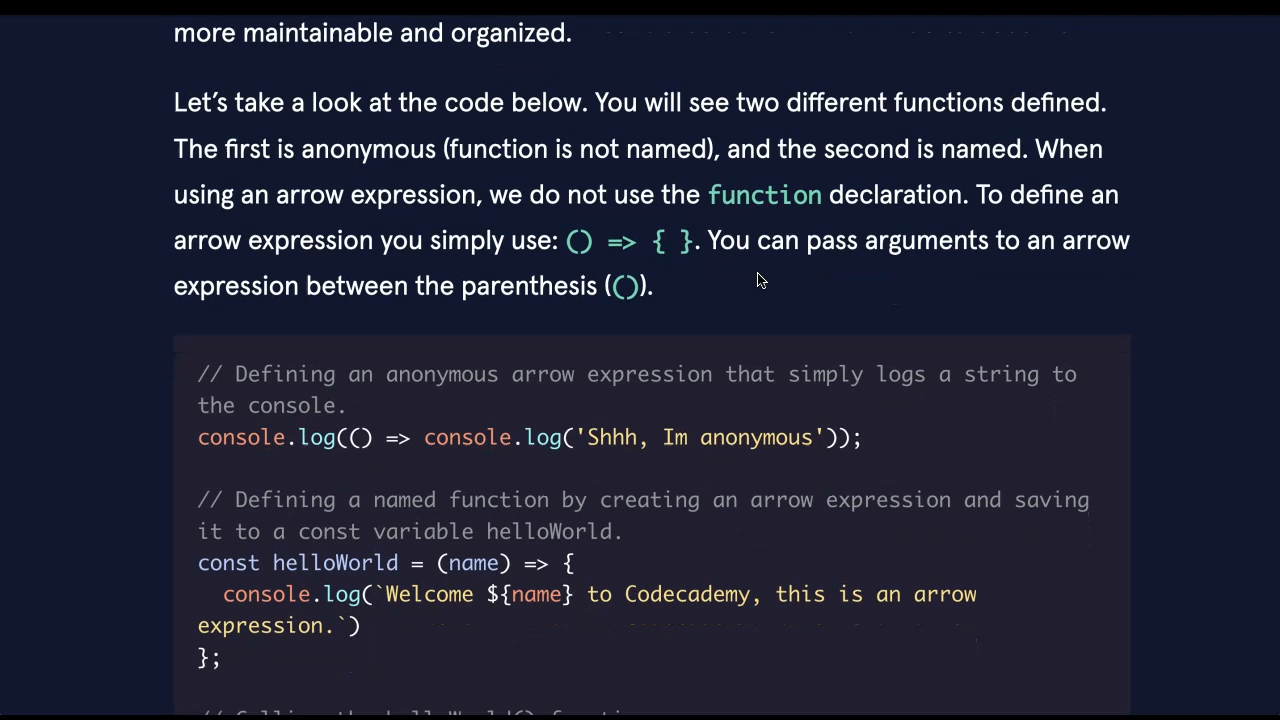 more maintainable and organized.
Let’s take a look at the code below. You will see two different functions defined.
The first is anonymous (function is not named), and the second is named. When
using an arrow expression, we do not use the function declaration. To define an
arrow expression you simply use: () => { }. You can pass arguments to an arrow
expression between the parenthesis (()).
// Defining an anonymous arrow expression that simply logs a string to
the console.
console.log(() => console.log('Shhh, Im anonymous'));
// Defining a named function by creating an arrow expression and saving
it to a const variable helloWorld.
const helloWorld = (name) => {
  console.log(`Welcome ${name} to Codecademy, this is an arrow
expression.`)
};